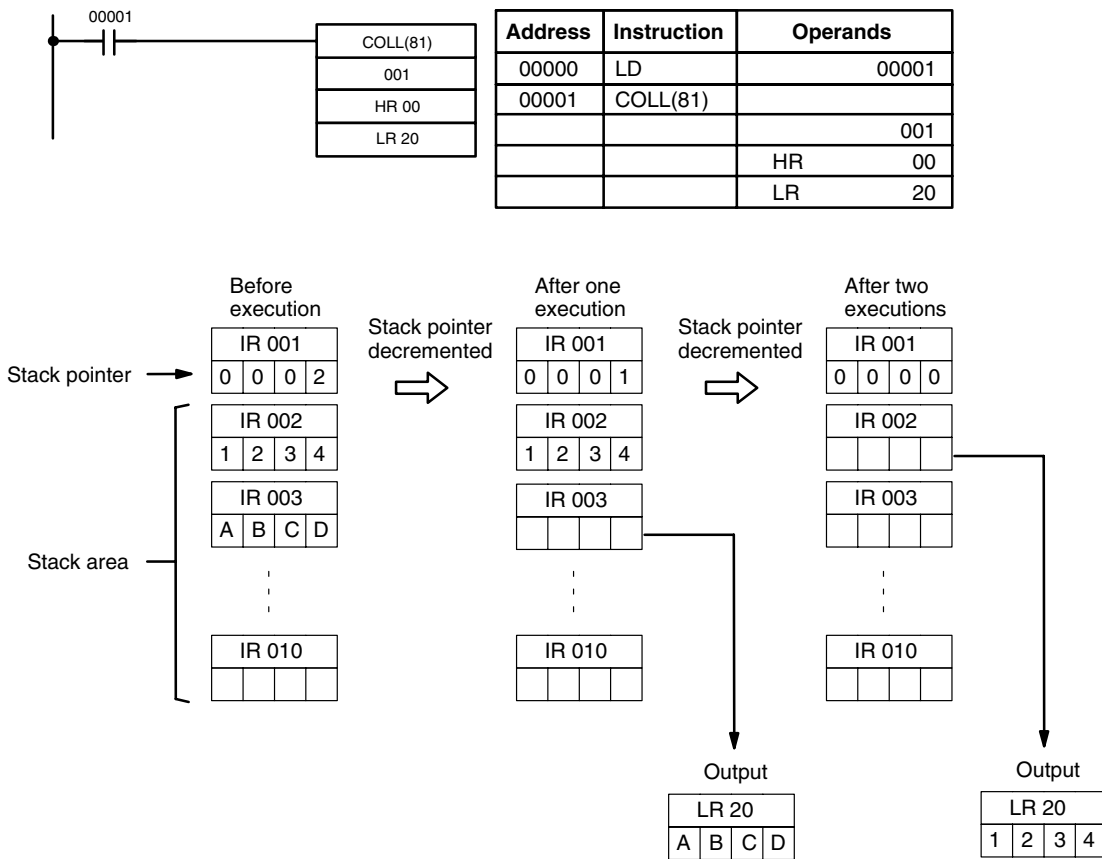 00001
COLL(81)
001
HR 00
LR 20
Address Instruction Operands
00000 LD 00001
00001 COLL(81)
001
HR 00
LR 20
Before
execution
After one
execution
After two
executions
Stack pointer
decremented
Stack pointer
decremented
IR 001 IR 001 IR 001
Stack pointer 0 0 0 2 0 0 0 1 0 0 0 0
IR 002 IR 002 IR 002
1 2 3 4 1 2 3 4
IR 003 IR 003 IR 003
A B C D
Stack area
IR 010 IR 010 IR 010
Output Output
LR 20 LR 20
A B C D 1 2 3 4